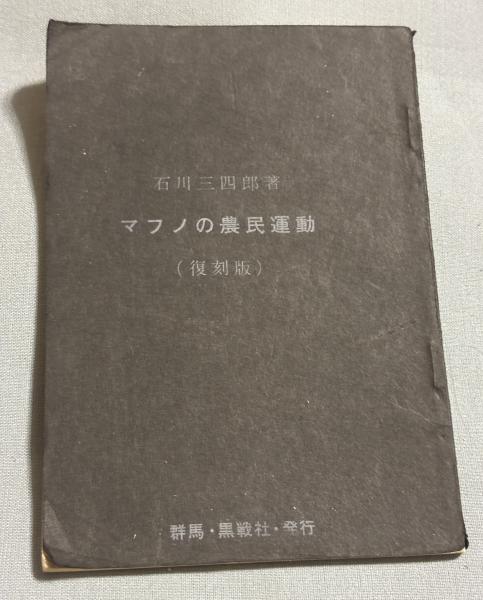 石川三四郎著
マフノの農民運動
（復刻版）
群馬・黒戦社・発行